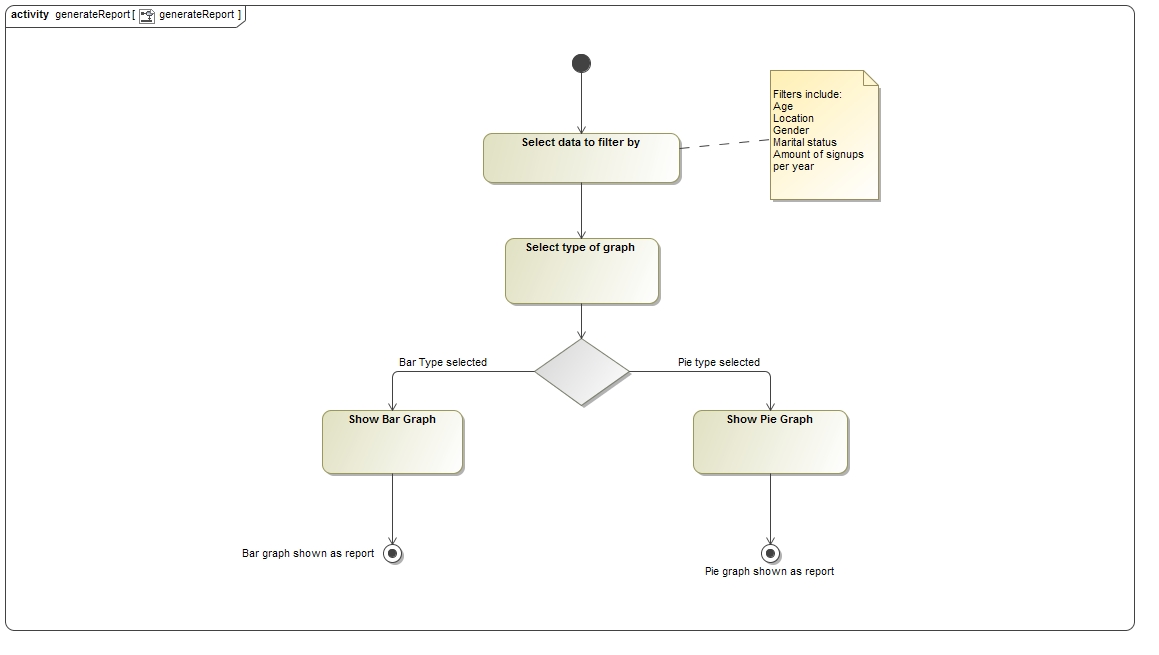 activity generateReport [ generateReport ]
Filters include:
Age
Location
Gender
Marital status
Amount of signups
per year
Select data to filter by
Select type of graph
Bar Type selected
Pie type selected
Show Bar Graph
Show Pie Graph
Bar graph shown as report
Pie graph shown as report